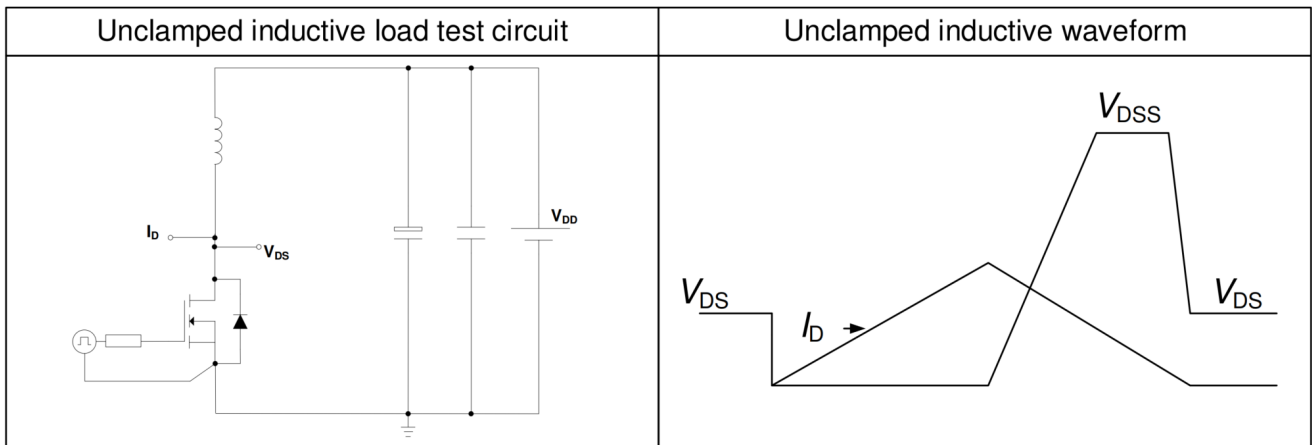 Unclamped inductive load test circuit
Unclamped inductive waveform
V_DD
I_D
V_DS
V_DSS
V_DS
V_DS
I_D